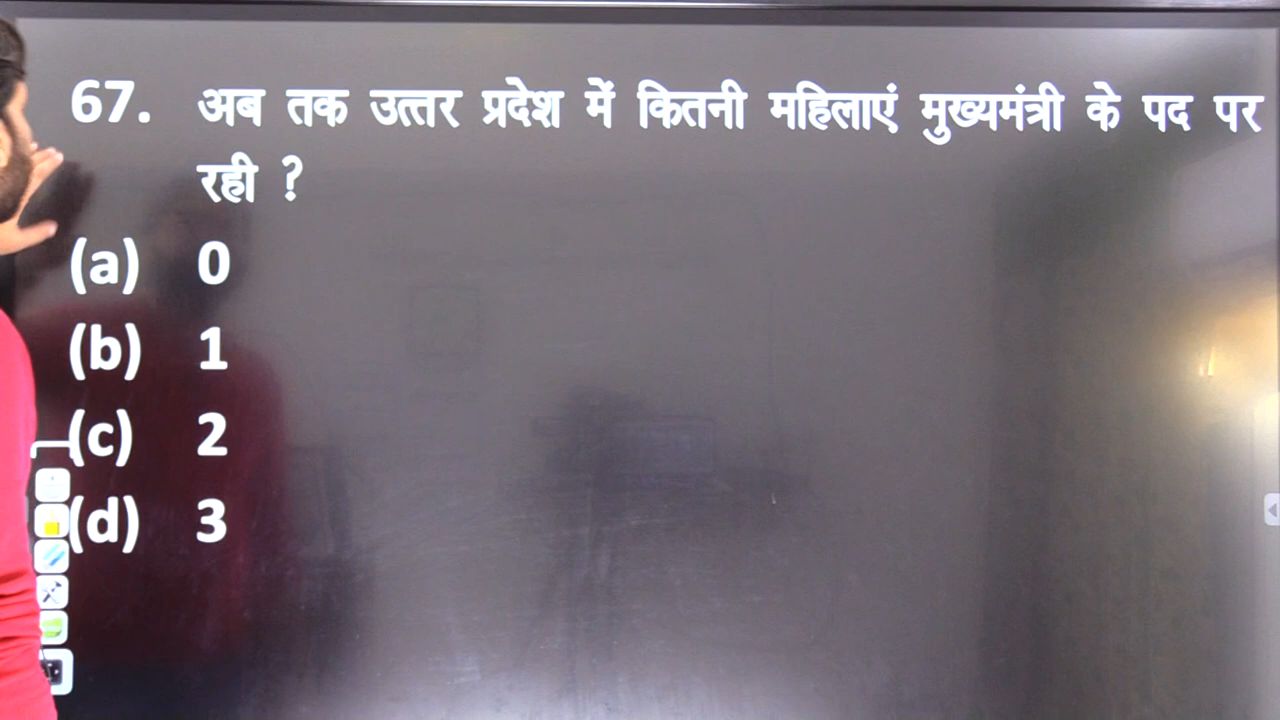 67. अब तक उत्तर प्रदेश में कितनी महिलाएं मुख्यमंत्री के पद पर
रही ?
(a) 0
(b) 1
(c) 2
(d) 3